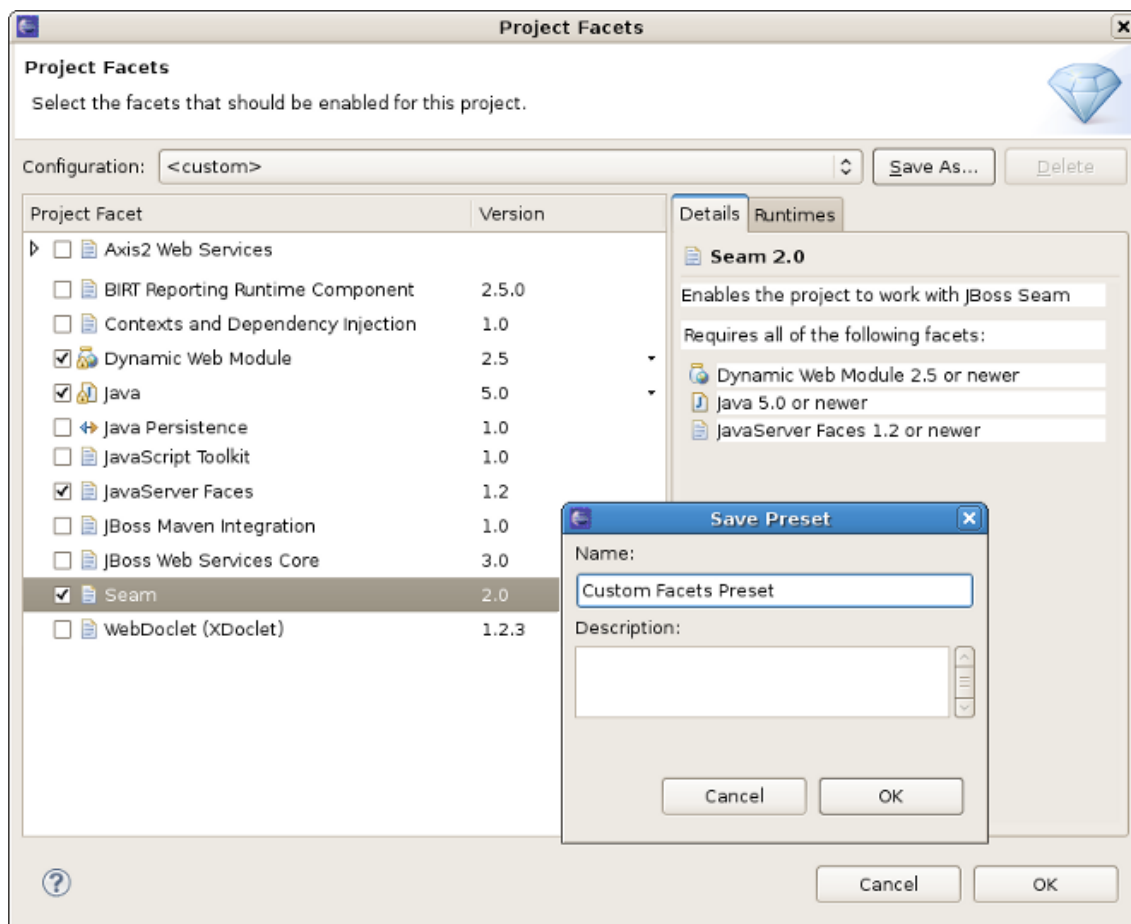 Project Facets
Project Facets
Select the facets that should be enabled for this project.
Configuration: <custom> Save As... Delete
Project Facet Version
Details Runtimes
Axis2 Web Services
BIRT Reporting Runtime Component 2.5.0
Contexts and Dependency Injection 1.0
Dynamic Web Module 2.5
Java 5.0
Java Persistence 1.0
JavaScript Toolkit 1.0
JavaServer Faces 1.2
JBoss Maven Integration 1.0
JBoss Web Services Core 3.0
Seam 2.0
WebDoclet (XDoclet) 1.2.3
Seam 2.0
Enables the project to work with JBoss Seam
Requires all of the following facets:
Dynamic Web Module 2.5 or newer
Java 5.0 or newer
JavaServer Faces 1.2 or newer
Save Preset
Name:
Custom Facets Preset
Description:
Cancel OK
Cancel OK